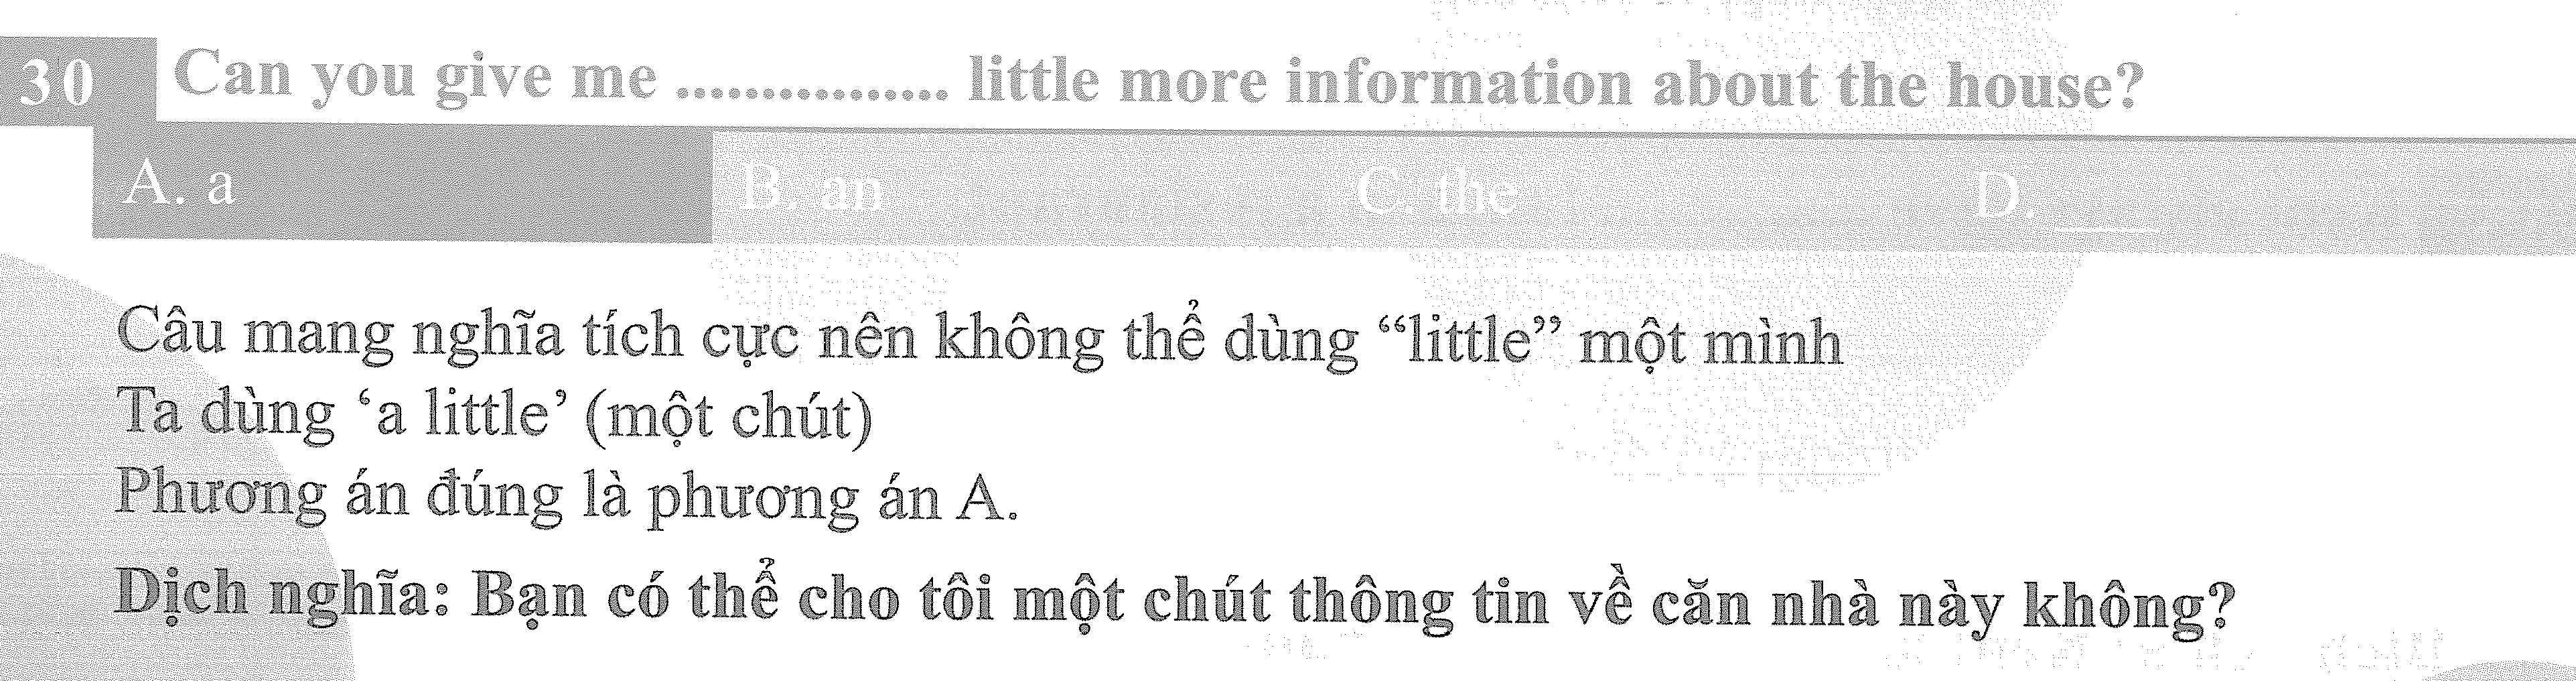 30 Can you give me ................ little more information about the house?
A. a B. an C. the D. ____
Câu mang nghĩa tích cực nên không thể dùng “little” một mình
Ta dùng ‘a little’ (một chút)
Phương án đúng là phương án A.
Dịch nghĩa: Bạn có thể cho tôi một chút thông tin về căn nhà này không?